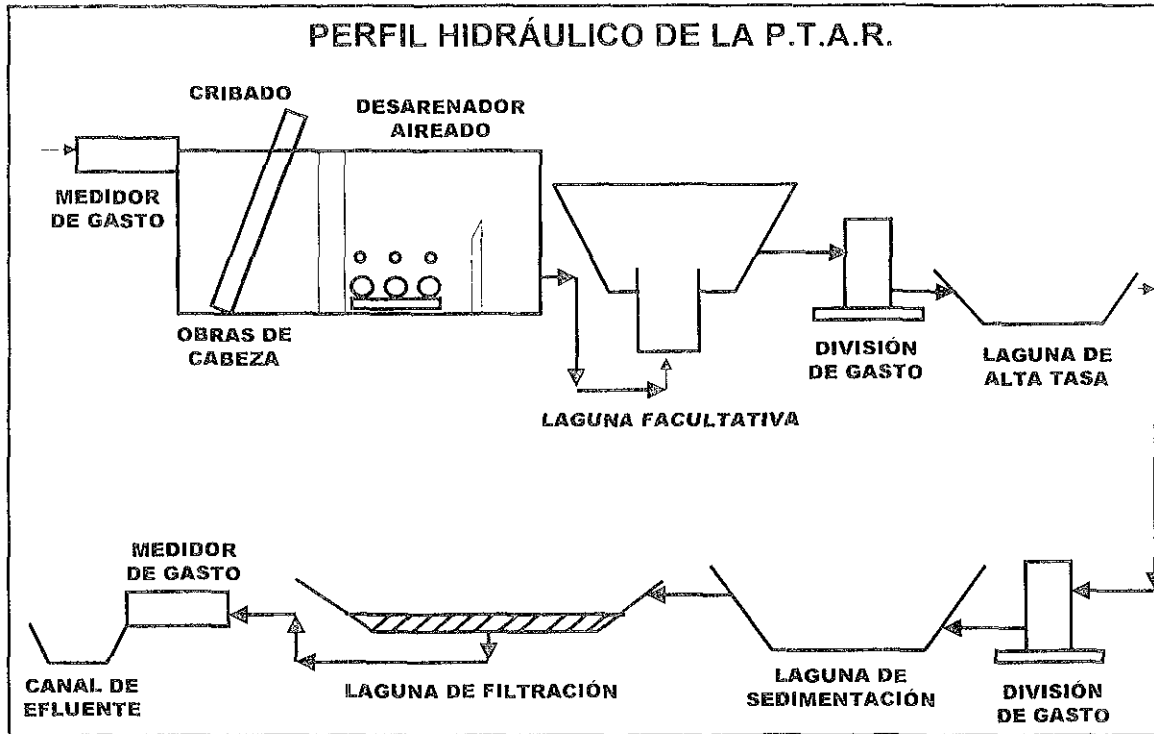 PERFIL HIDRÁULICO DE LA P.T.A.R.
CRIBADO
DESARENADOR
AIREADO
MEDIDOR
DE GASTO
OBRAS DE
CABEZA
LAGUNA FACULTATIVA
DIVISIÓN
DE GASTO
LAGUNA DE
ALTA TASA
MEDIDOR
DE GASTO
CANAL DE
EFLUENTE
LAGUNA DE FILTRACIÓN
LAGUNA DE
SEDIMENTACIÓN
DIVISIÓN
DE GASTO